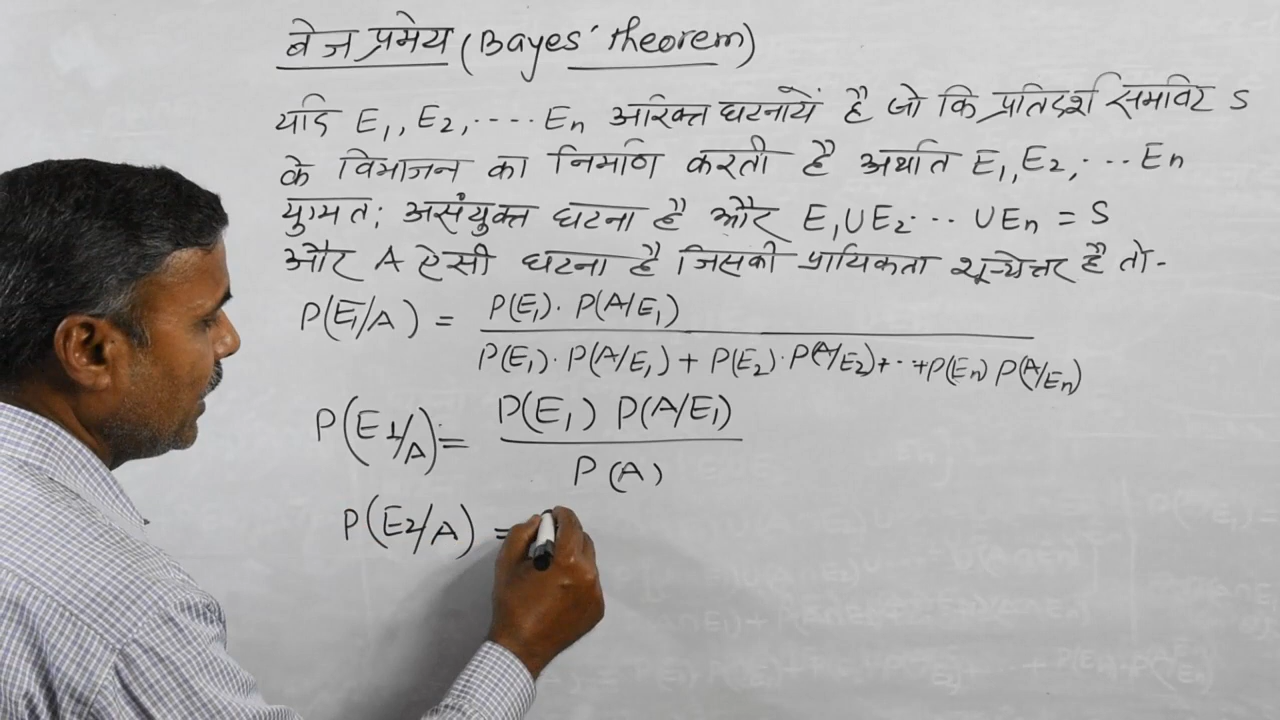 बेज प्रमेय (Bayes' theorem)
यदि E₁, E₂, ---- Eₙ अरिक्त घटनायें है जो कि प्रतिदर्श समष्टि S
के विभाजन का निर्माण करती है अर्थात E₁, E₂, --- Eₙ
युग्मत: असंयुक्त घटना है और E₁ ∪ E₂ --- ∪ Eₙ = S
और A ऐसी घटना है जिसकी प्रायिकता शून्येत्तर है तो-
P(E₁/A) = P(E₁). P(A/E₁)
P(E₁). P(A/E₁) + P(E₂). P(A/E₂) + -- + P(Eₙ) P(A/Eₙ)
P(E1/A) = P(E₁) P(A/E₁)
P(A)
P(E2/A) =